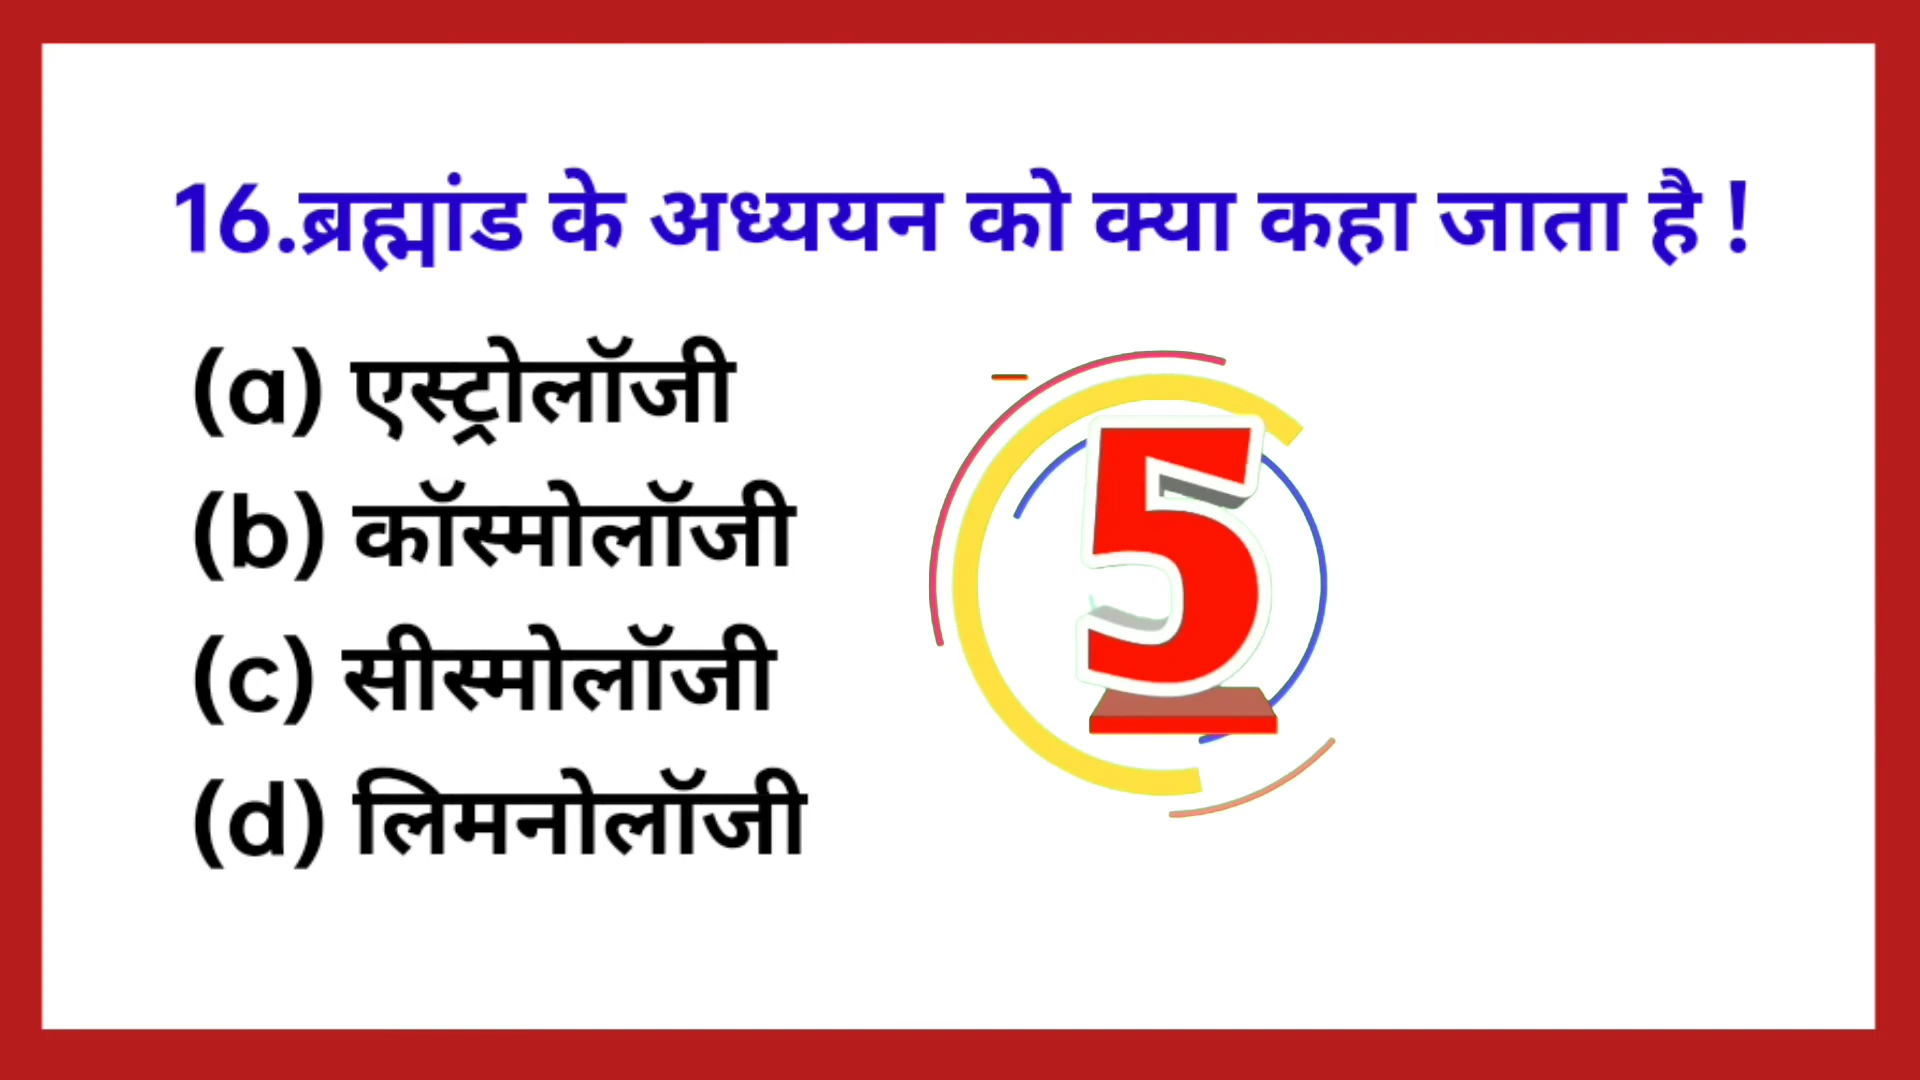 16.ब्रह्मांड के अध्ययन को क्या कहा जाता है !
(a) एस्ट्रोलॉजी
(b) कॉस्मोलॉजी
(c) सीस्मोलॉजी
(d) लिमनोलॉजी
5